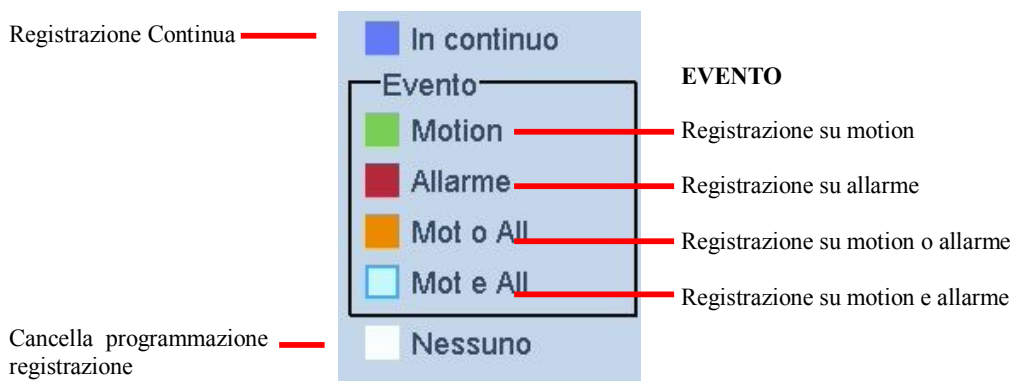 Registrazione Continua
In continuo
Evento
EVENTO
Motion
Registrazione su motion
Allarme
Registrazione su allarme
Mot o All
Registrazione su motion o allarme
Mot e All
Registrazione su motion e allarme
Cancella programmazione
registrazione
Nessuno